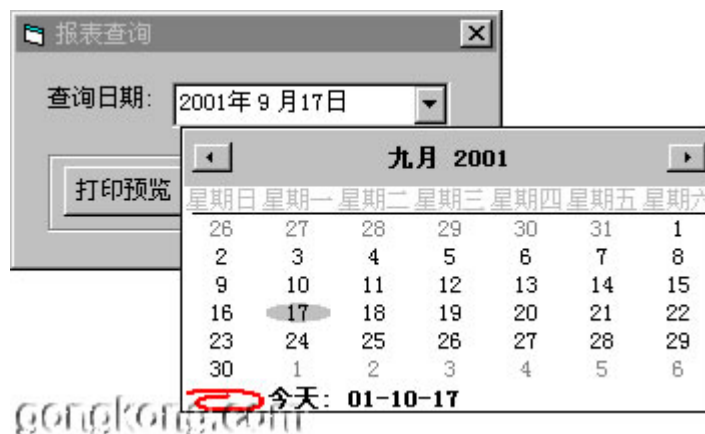 报表查询
查询日期: 2001年 9 月17日
九月 2001
打印预览
星期日 星期一 星期二 星期三 星期四 星期五 星期六
26 27 28 29 30 31 1
2 3 4 5 6 7 8
9 10 11 12 13 14 15
16 17 18 19 20 21 22
23 24 25 26 27 28 29
30 1 2 3 4 5 6
今天: 01-10-17
gongkong.com